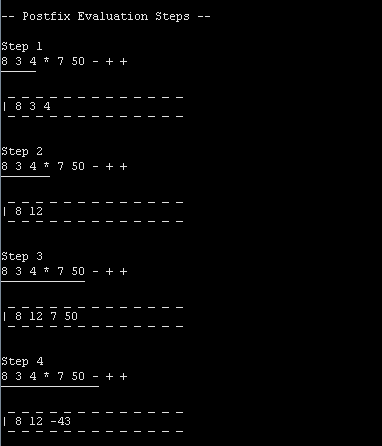 -- Postfix Evaluation Steps --
Step 1
8 3 4 * 7 50 - + +
_ _ _ _ _ _ _ _ _ _ _ _ _
| 8 3 4
_ _ _ _ _ _ _ _ _ _ _ _ _
Step 2
8 3 4 * 7 50 - + +
_ _ _ _ _ _ _ _ _ _ _ _ _
| 8 12
_ _ _ _ _ _ _ _ _ _ _ _ _
Step 3
8 3 4 * 7 50 - + +
_ _ _ _ _ _ _ _ _ _ _ _ _
| 8 12 7 50
_ _ _ _ _ _ _ _ _ _ _ _ _
Step 4
8 3 4 * 7 50 - + +
_ _ _ _ _ _ _ _ _ _ _ _ _
| 8 12 -43
_ _ _ _ _ _ _ _ _ _ _ _ _